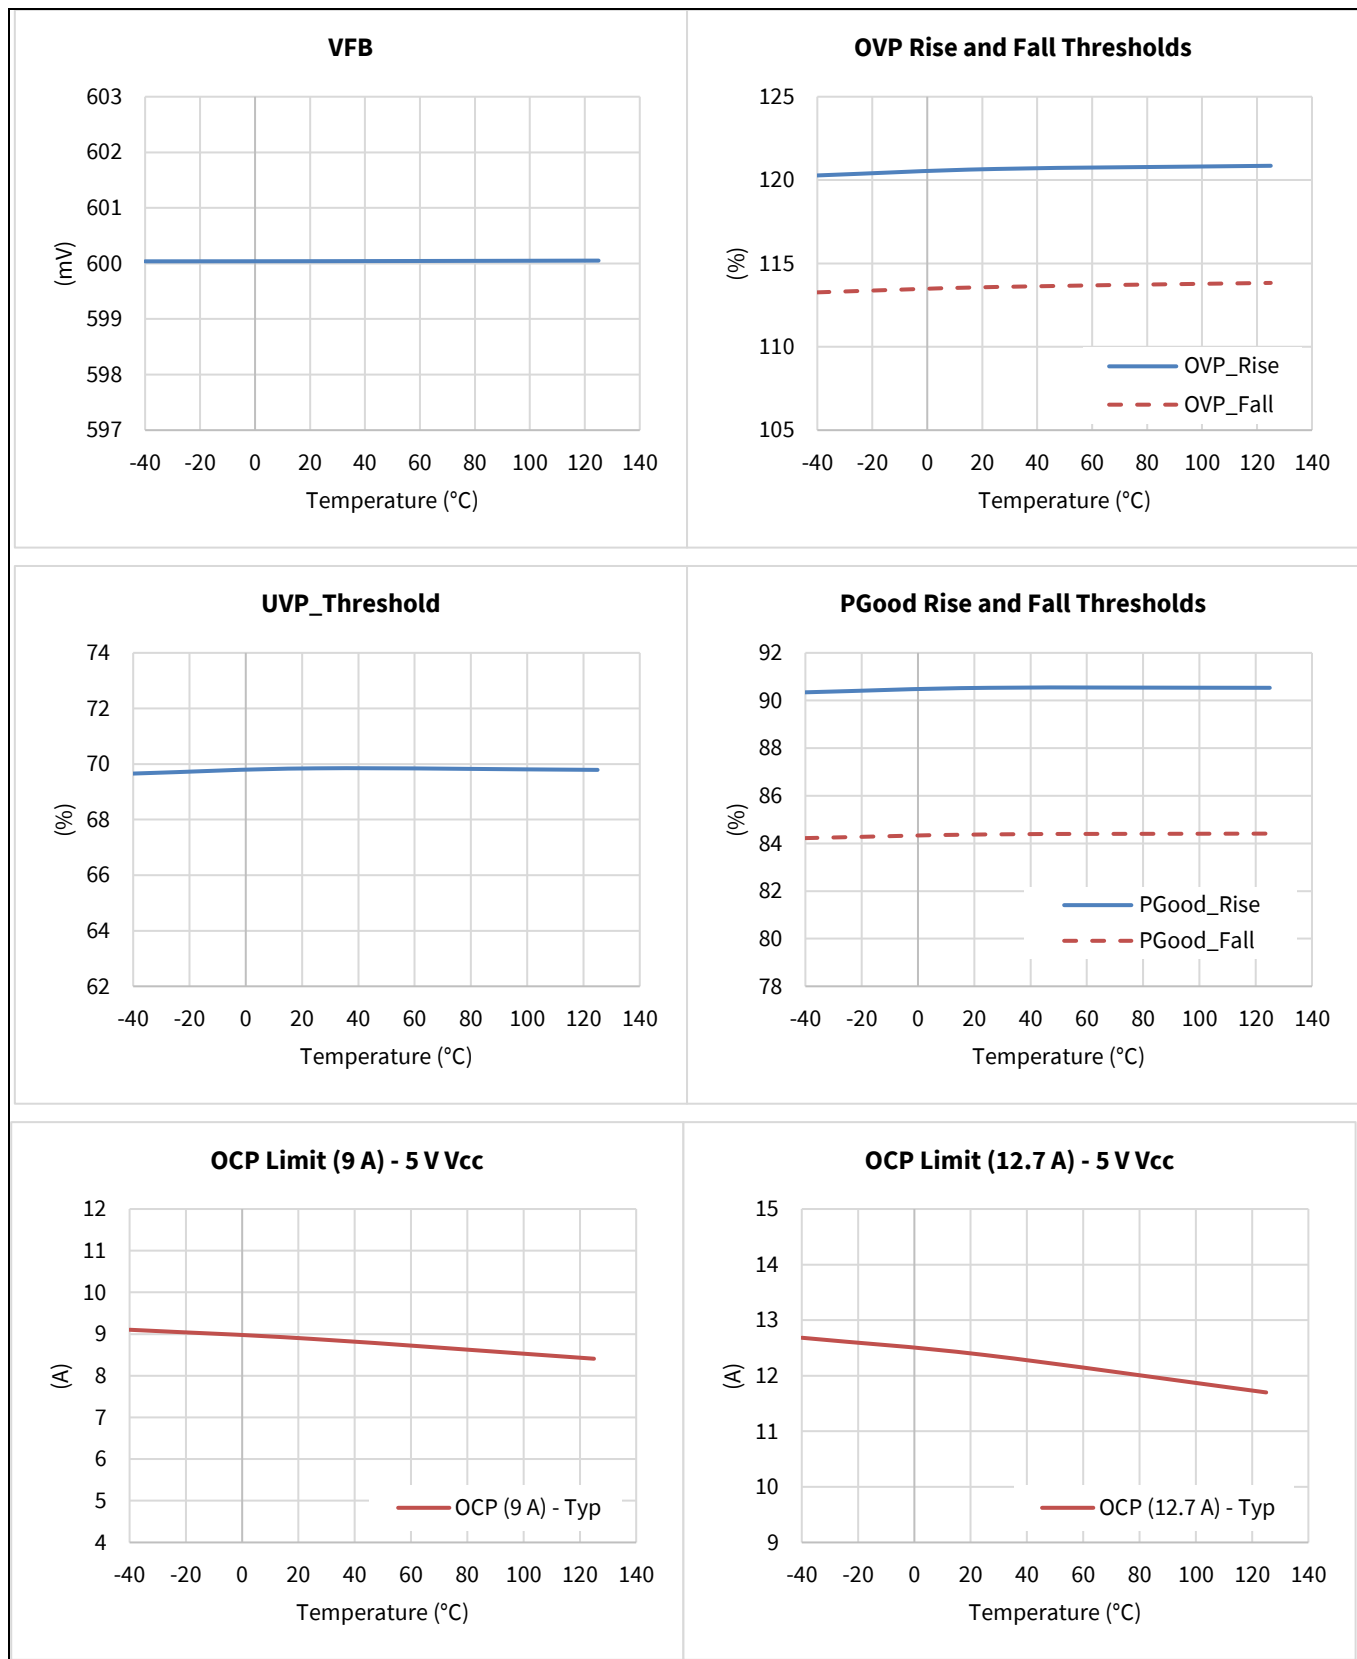 VFB
603
602
601
600
599
598
597
(mV)
-40 -20 0 20 40 60 80 100 120 140
Temperature (°C)
OVP Rise and Fall Thresholds
125
120
115
110
105
(%)
OVP_Rise
OVP_Fall
-40 -20 0 20 40 60 80 100 120 140
Temperature (°C)
UVP_Threshold
74
72
70
68
66
64
62
(%)
-40 -20 0 20 40 60 80 100 120 140
Temperature (°C)
PGood Rise and Fall Thresholds
92
90
88
86
84
82
80
78
(%)
PGood_Rise
PGood_Fall
-40 -20 0 20 40 60 80 100 120 140
Temperature (°C)
OCP Limit (9 A) - 5 V Vcc
12
11
10
9
8
7
6
5
4
(A)
OCP (9 A) - Typ
-40 -20 0 20 40 60 80 100 120 140
Temperature (°C)
OCP Limit (12.7 A) - 5 V Vcc
15
14
13
12
11
10
9
(A)
OCP (12.7 A) - Typ
-40 -20 0 20 40 60 80 100 120 140
Temperature (°C)